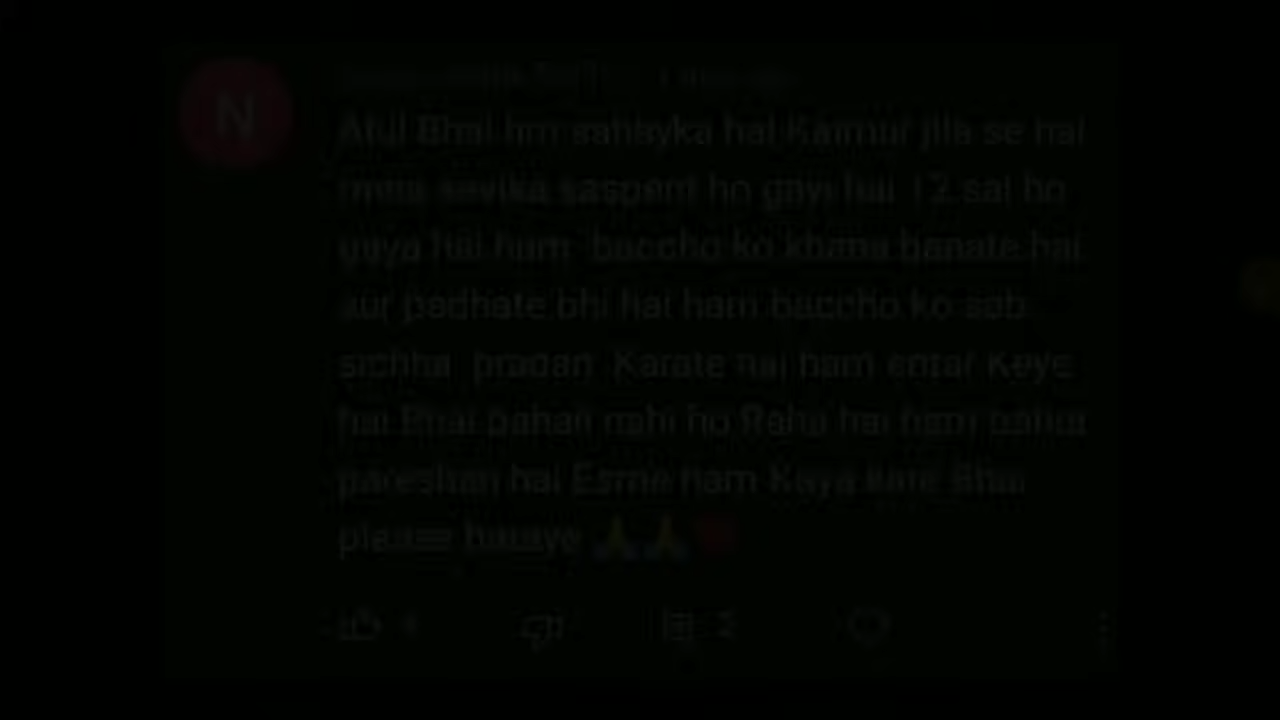 N
Atul Bhai hm sahayka hai Kaimur jila se hai
sevika saspent ho gayi hai 12 sal ho
gaya hai ham baccho ko khana banate hai
aur padhate bhi hai ham baccho ko sab
sichha pradan Karate hai ham entar Keye
hai Bhai bahali nahi ho Raha hai ham bahut
pareshan hai Esme ham Kaya kare Bhai
please bataye 🙏🙏